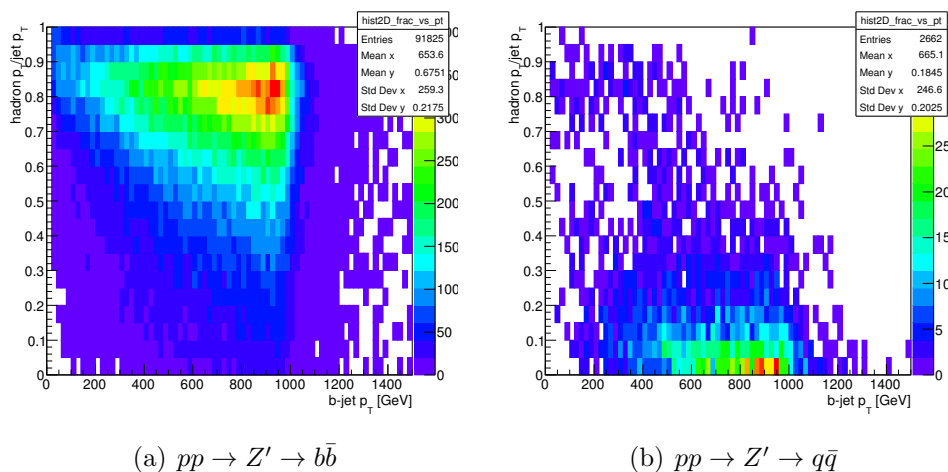 hist2D_frac_vs_pt
Entries 91825
Mean x 653.6
Mean y 0.6751
Std Dev x 259.3
Std Dev y 0.2175
hadron p_T/jet p_T
1
0.9
0.8
0.7
0.6
0.5
0.4
0.3
0.2
0.1
0
0 200 400 600 800 1000 1200 1400
b-jet p_T [GeV]
300
250
200
150
100
50
0
(a) pp → Z′ → bb̄
hist2D_frac_vs_pt
Entries 2662
Mean x 665.1
Mean y 0.1845
Std Dev x 246.6
Std Dev y 0.2025
hadron p_T/jet p_T
1
0.9
0.8
0.7
0.6
0.5
0.4
0.3
0.2
0.1
0
0 200 400 600 800 1000 1200 1400
b-jet p_T [GeV]
25
20
15
10
5
0
(b) pp → Z′ → qq̄